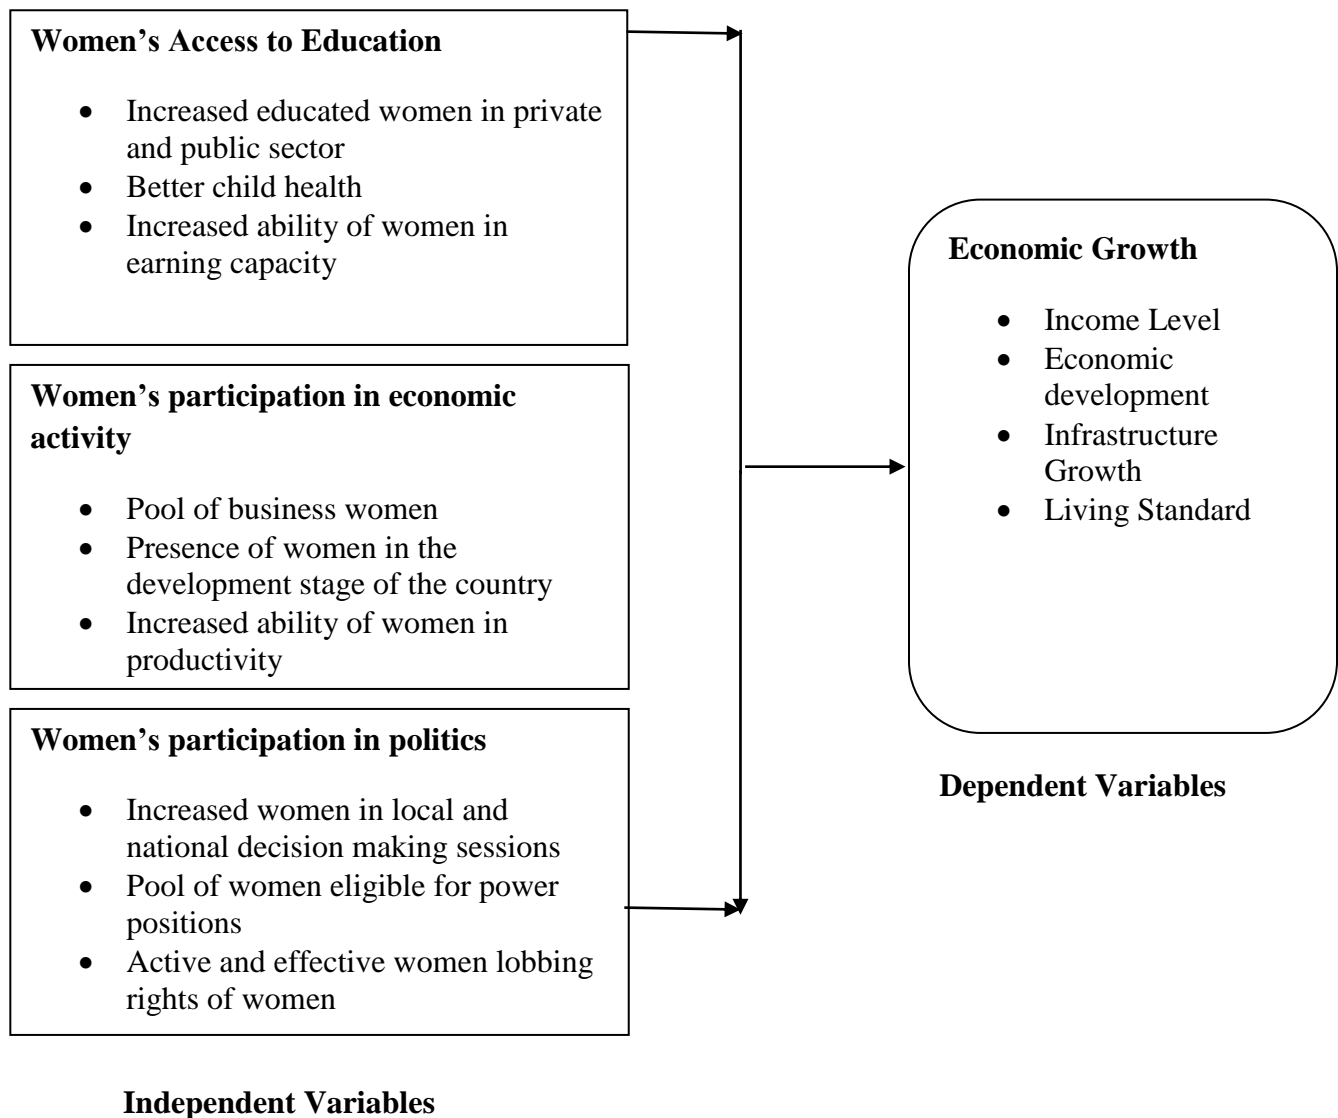 Women’s Access to Education
• Increased educated women in private
and public sector
• Better child health
• Increased ability of women in
earning capacity
Women’s participation in economic
activity
• Pool of business women
• Presence of women in the
development stage of the country
• Increased ability of women in
productivity
Women’s participation in politics
• Increased women in local and
national decision making sessions
• Pool of women eligible for power
positions
• Active and effective women lobbing
rights of women
Independent Variables
Economic Growth
• Income Level
• Economic
development
• Infrastructure
Growth
• Living Standard
Dependent Variables